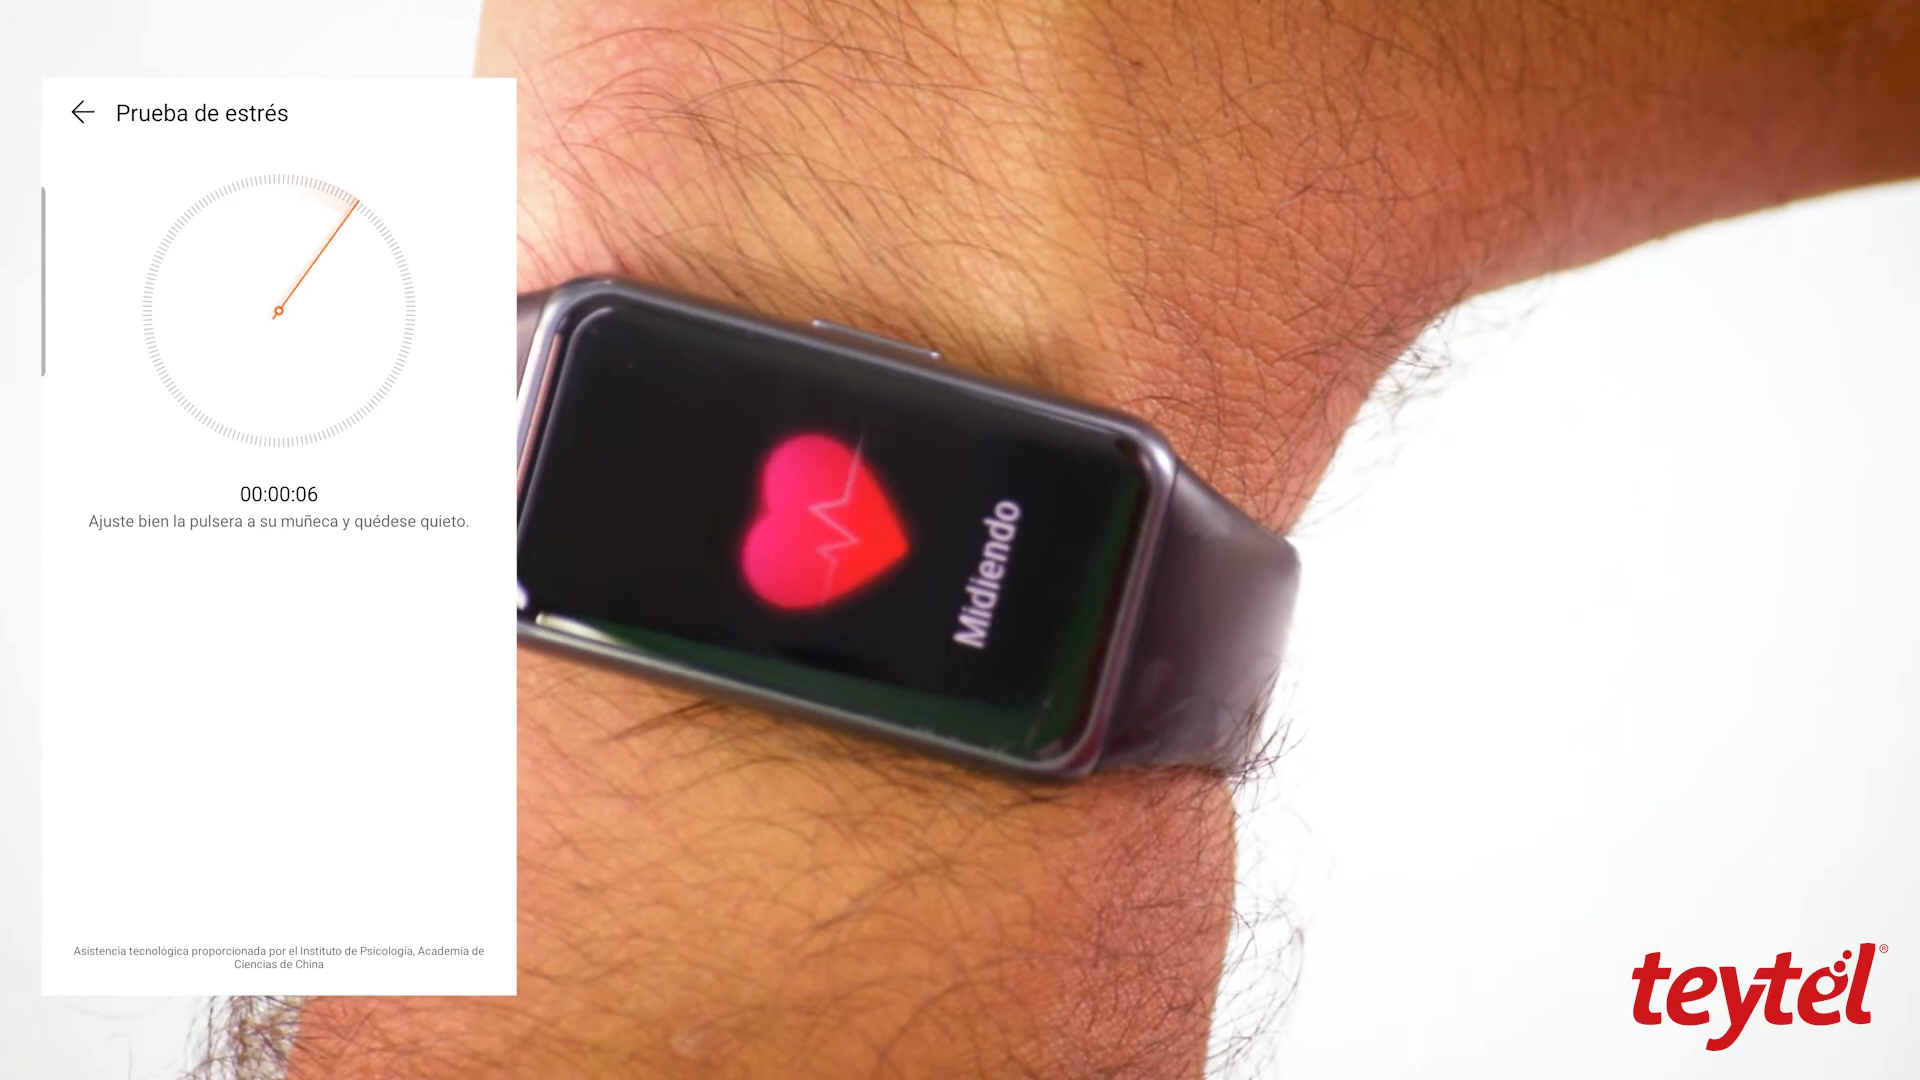 Prueba de estrés
00:00:06
Ajuste bien la pulsera a su muñeca y quédese quieto.
Asistencia tecnológica proporcionada por el Instituto de Psicología, Academia de
Ciencias de China
Midiendo
teytel®